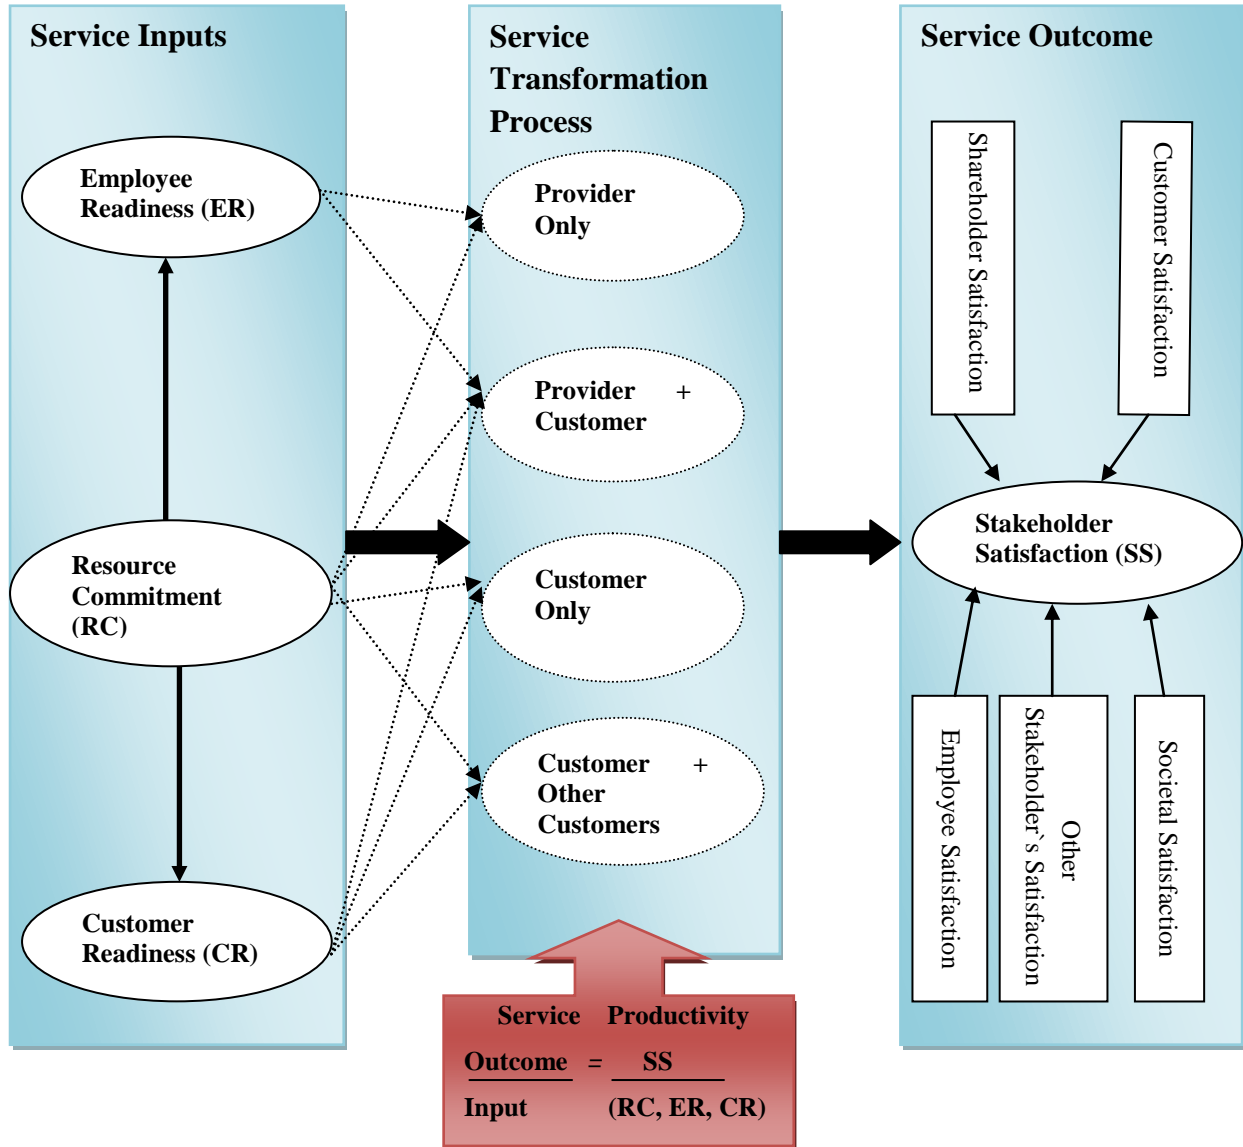 Service Inputs
Employee
Readiness (ER)
Resource
Commitment
(RC)
Customer
Readiness (CR)
Service
Transformation
Process
Provider
Only
Provider +
Customer
Customer
Only
Customer +
Other
Customers
Service Productivity
Outcome = SS
Input (RC, ER, CR)
Service Outcome
Shareholder Satisfaction
Customer Satisfaction
Stakeholder
Satisfaction (SS)
Employee Satisfaction
Other
Stakeholder`s Satisfaction
Societal Satisfaction